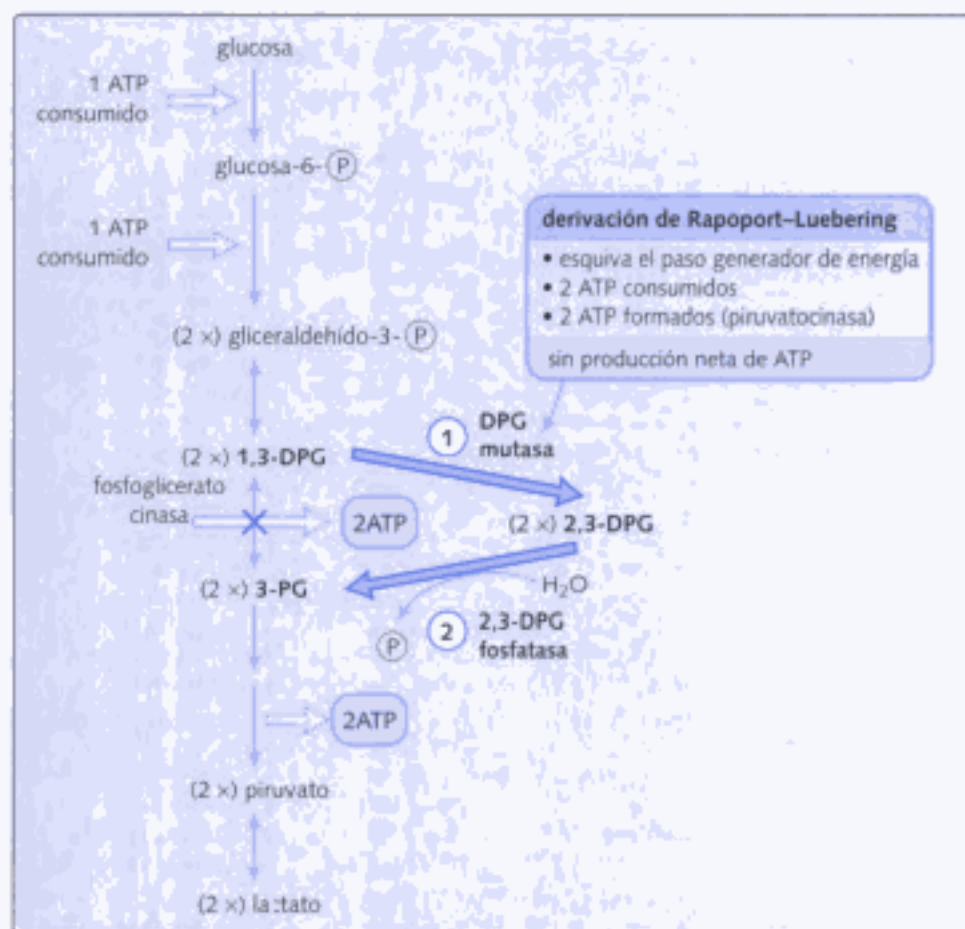 glucosa
1 ATP
consumido
glucosa-6-P
1 ATP
consumido
derivación de Rapoport–Luebering
• esquiva el paso generador de energía
• 2 ATP consumidos
• 2 ATP formados (piruvatocinasa)
sin producción neta de ATP
(2 ×) gliceraldehído-3-P
1 DPG
mutasa
(2 ×) 1,3-DPG
fosfoglicerato
cinasa
2ATP
(2 ×) 2,3-DPG
(2 ×) 3-PG
H₂O
P
2 2,3-DPG
fosfatasa
2ATP
(2 ×) piruvato
(2 ×) lactato